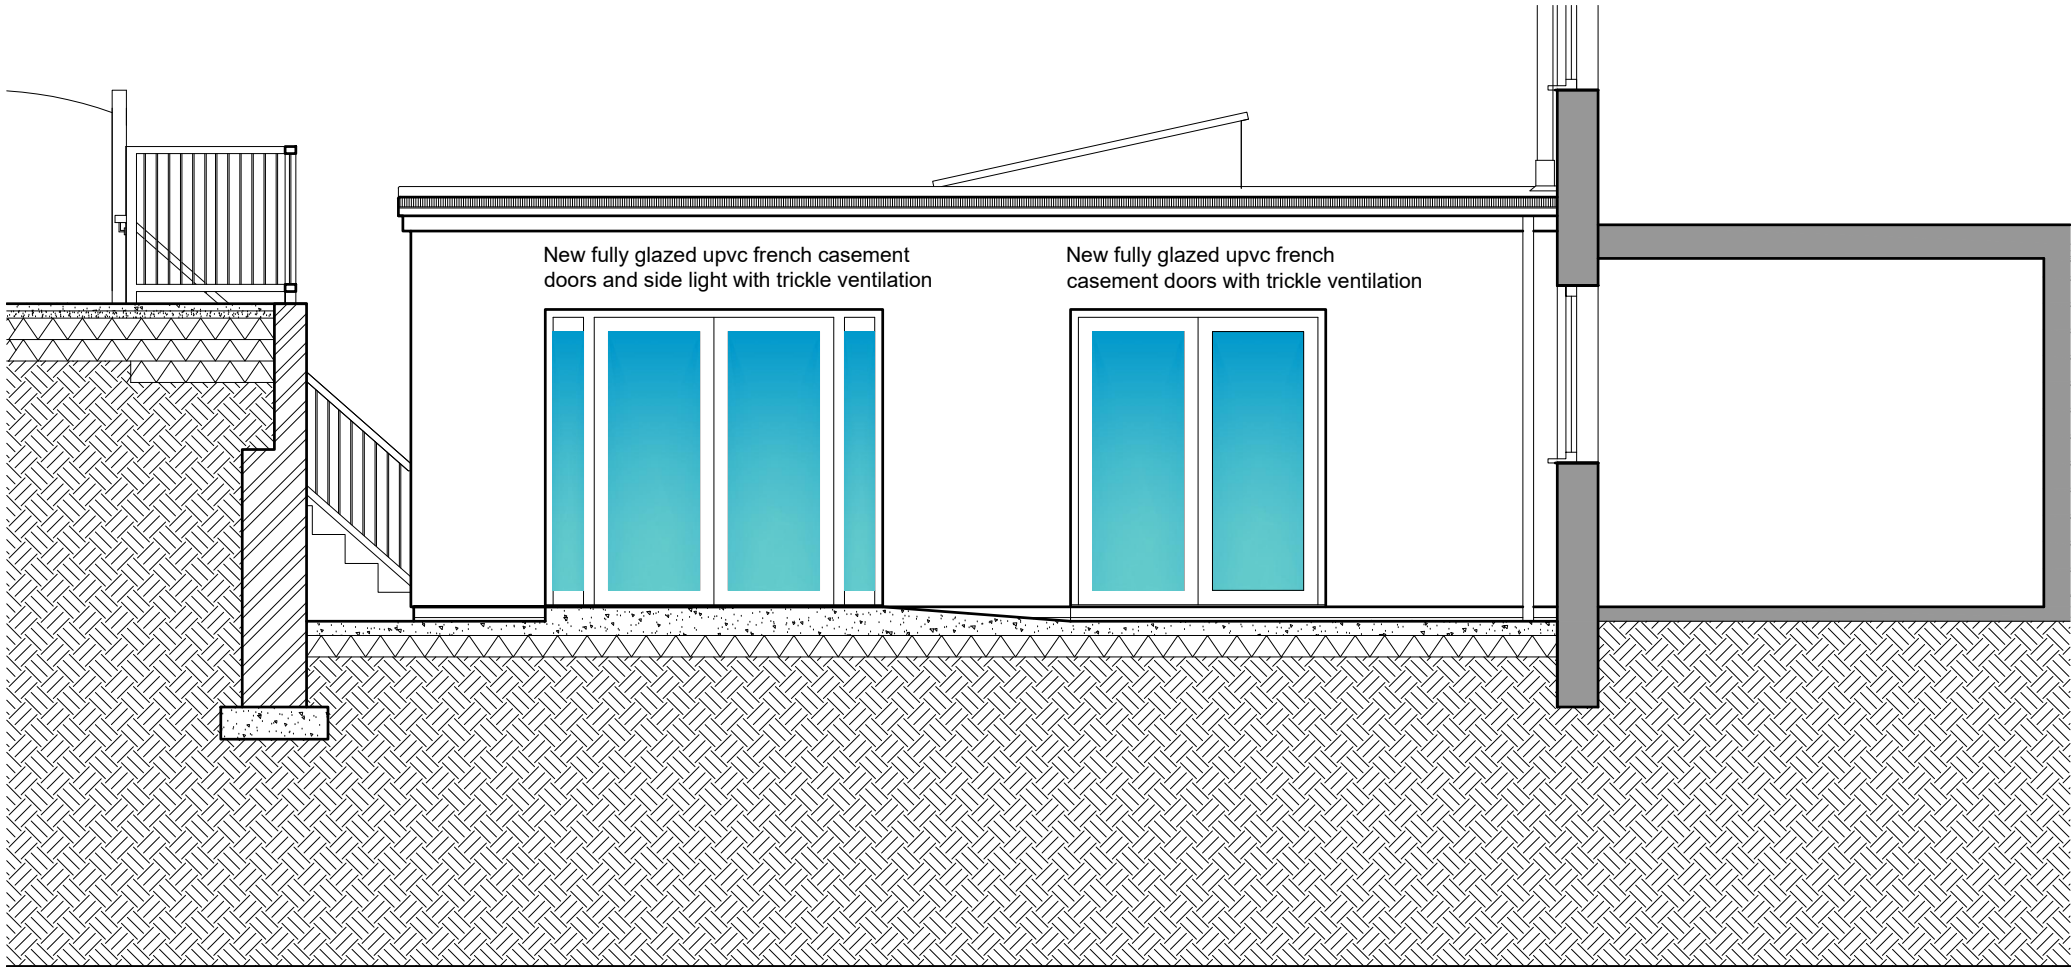 New fully glazed upvc french casement
doors and side light with trickle ventilation
New fully glazed upvc french
casement doors with trickle ventilation